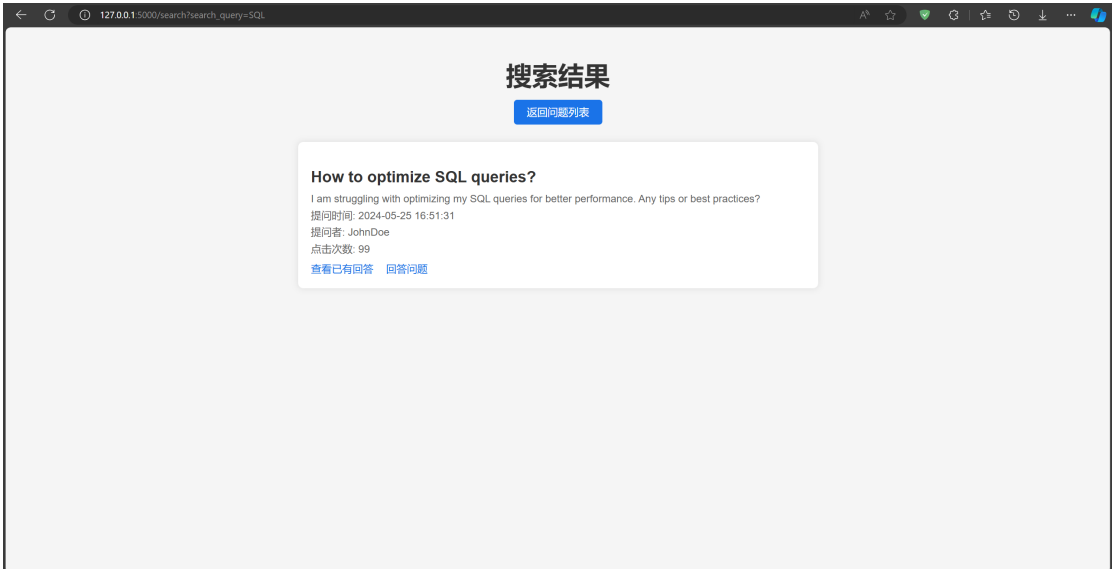 127.0.0.1:5000/search?search_query=SQL
搜索结果
返回问题列表
How to optimize SQL queries?
I am struggling with optimizing my SQL queries for better performance. Any tips or best practices?
提问时间: 2024-05-25 16:51:31
提问者: JohnDoe
点击次数: 99
查看已有回答 回答问题